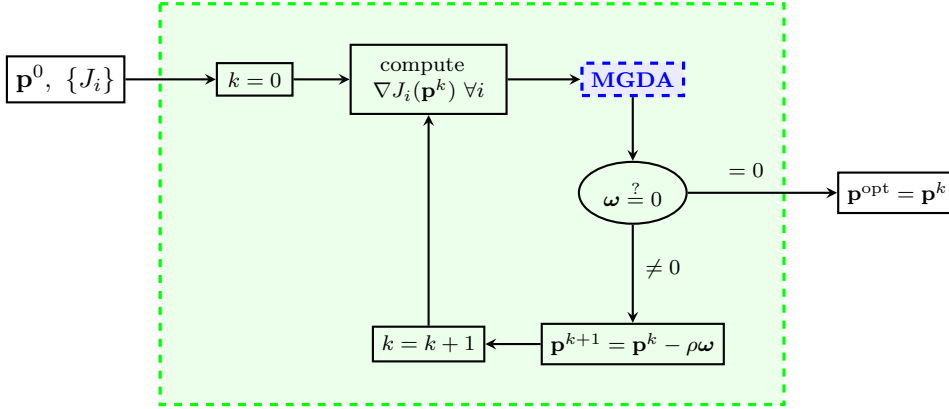 𝐩⁰, {Jᵢ}
k = 0
compute
∇Jᵢ(𝐩ᵏ) ∀i
MGDA
𝝎 ≟ 0
= 0
𝐩ᵒᵖᵗ = 𝐩ᵏ
≠ 0
𝐩ᵏ⁺¹ = 𝐩ᵏ − ρ𝝎
k = k + 1